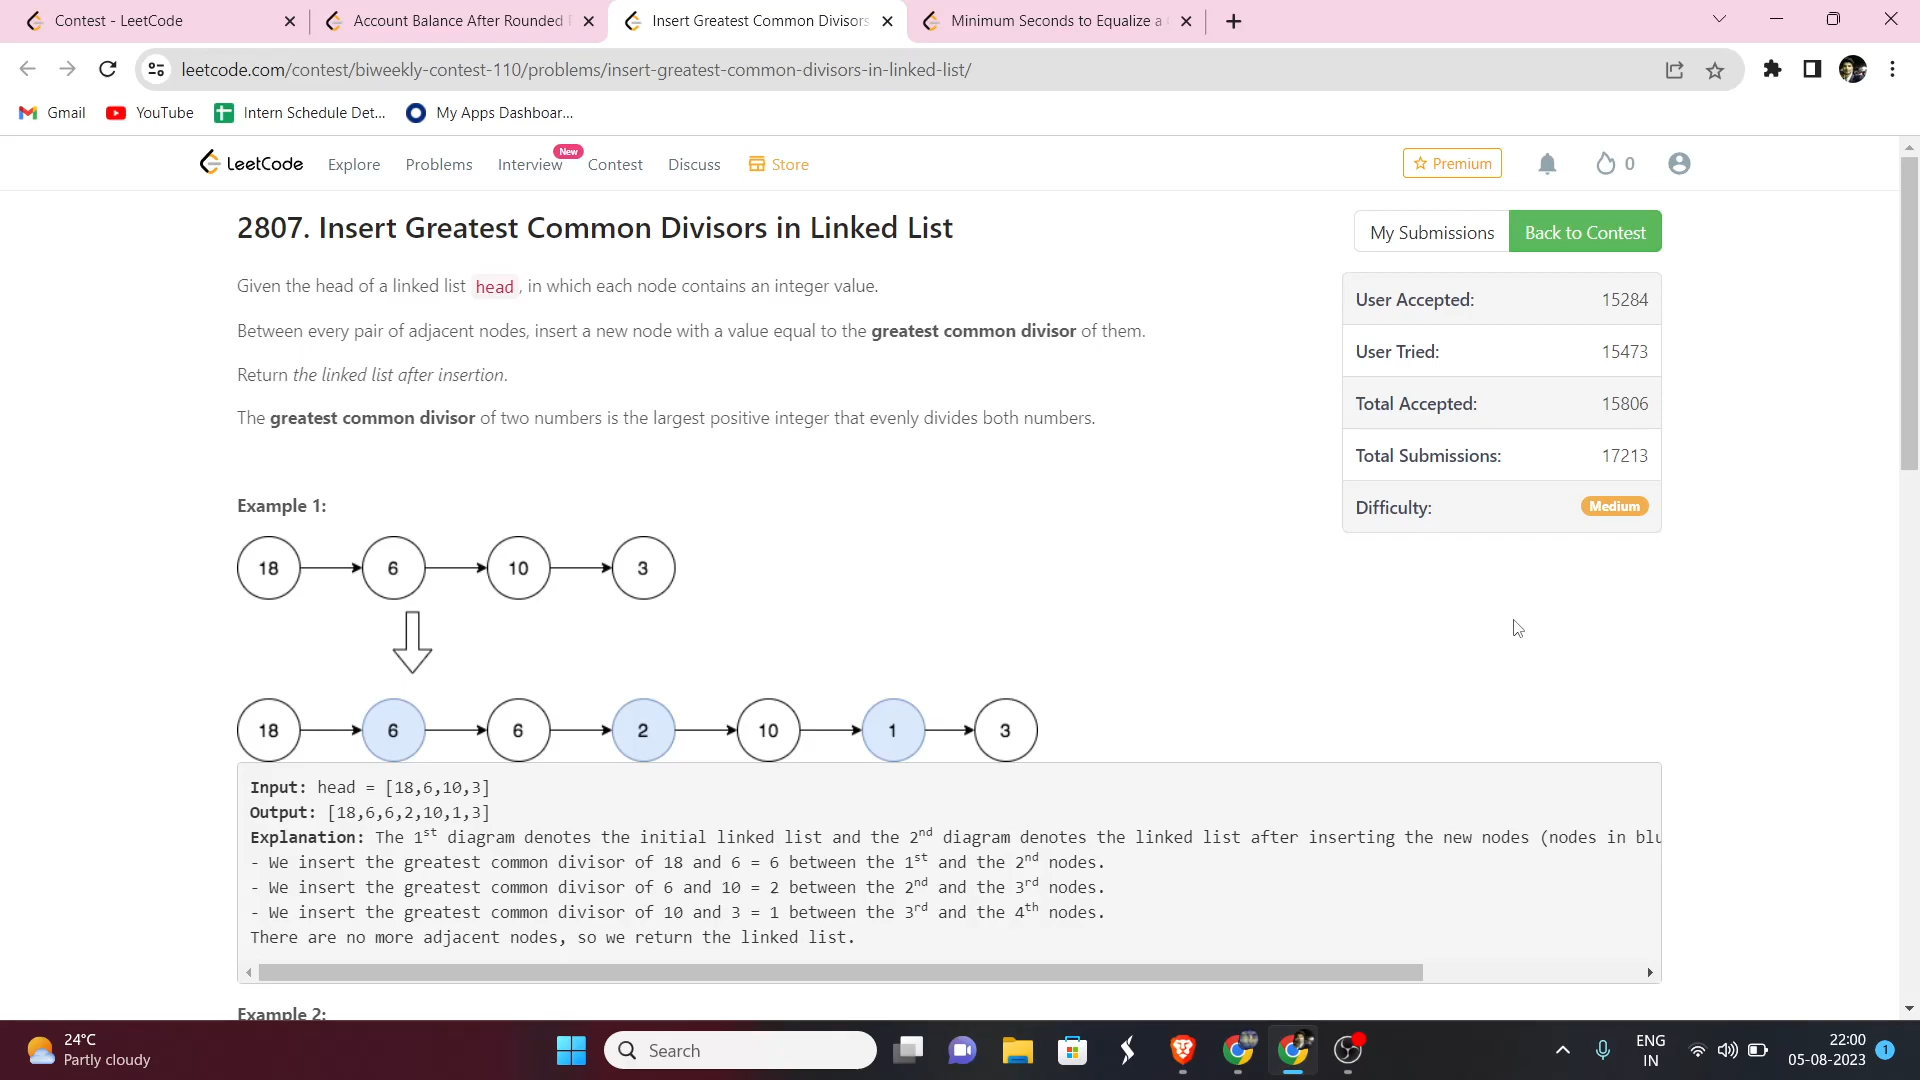 Contest - LeetCode
Account Balance After Rounded
Insert Greatest Common Divisors
Minimum Seconds to Equalize a
leetcode.com/contest/biweekly-contest-110/problems/insert-greatest-common-divisors-in-linked-list/
Gmail YouTube Intern Schedule Det... My Apps Dashboar...
LeetCode Explore Problems Interview New Contest Discuss Store Premium 0
2807. Insert Greatest Common Divisors in Linked List
My Submissions Back to Contest
Given the head of a linked list head, in which each node contains an integer value.
Between every pair of adjacent nodes, insert a new node with a value equal to the greatest common divisor of them.
Return the linked list after insertion.
The greatest common divisor of two numbers is the largest positive integer that evenly divides both numbers.
User Accepted: 15284
User Tried: 15473
Total Accepted: 15806
Total Submissions: 17213
Difficulty: Medium
Example 1:
18 6 10 3
18 6 6 2 10 1 3
Input: head = [18,6,10,3]
Output: [18,6,6,2,10,1,3]
Explanation: The 1st diagram denotes the initial linked list and the 2nd diagram denotes the linked list after inserting the new nodes (nodes in blu
- We insert the greatest common divisor of 18 and 6 = 6 between the 1st and the 2nd nodes.
- We insert the greatest common divisor of 6 and 10 = 2 between the 2nd and the 3rd nodes.
- We insert the greatest common divisor of 10 and 3 = 1 between the 3rd and the 4th nodes.
There are no more adjacent nodes, so we return the linked list.
Example 2:
24°C
Partly cloudy
Search
ENG
IN
22:00
05-08-2023
1